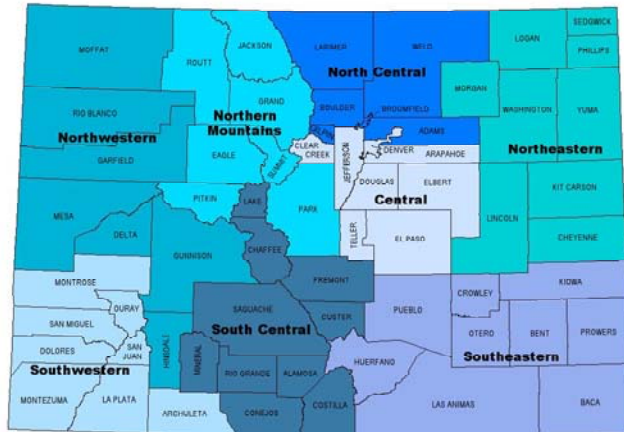 SEDGWICK
MOFFAT
ROUTT
JACKSON
LARIMER
WELD
LOGAN
PHILLIPS
North Central
MORGAN
RIO BLANCO
GRAND
BOULDER
BROOMFIELD
WASHINGTON
YUMA
Northern
Mountains
Northwestern
GILPIN
ADAMS
CLEAR
CREEK
DENVER
Northeastern
GARFIELD
EAGLE
SUMMIT
JEFFERSON
ARAPAHOE
PITKIN
DOUGLAS
ELBERT
KIT CARSON
LAKE
PARK
Central
LINCOLN
MESA
DELTA
TELLER
EL PASO
CHEYENNE
GUNNISON
CHAFFEE
MONTROSE
FREMONT
KIOWA
OURAY
CROWLEY
SAGUACHE
CUSTER
PUEBLO
SAN MIGUEL
South Central
OTERO
BENT
PROWERS
DOLORES
SAN
JUAN
HINSDALE
MINERAL
HUERFANO
Southeastern
Southwestern
RIO GRANDE
ALAMOSA
MONTEZUMA
LA PLATA
ARCHULETA
CONEJOS
COSTILLA
LAS ANIMAS
BACA